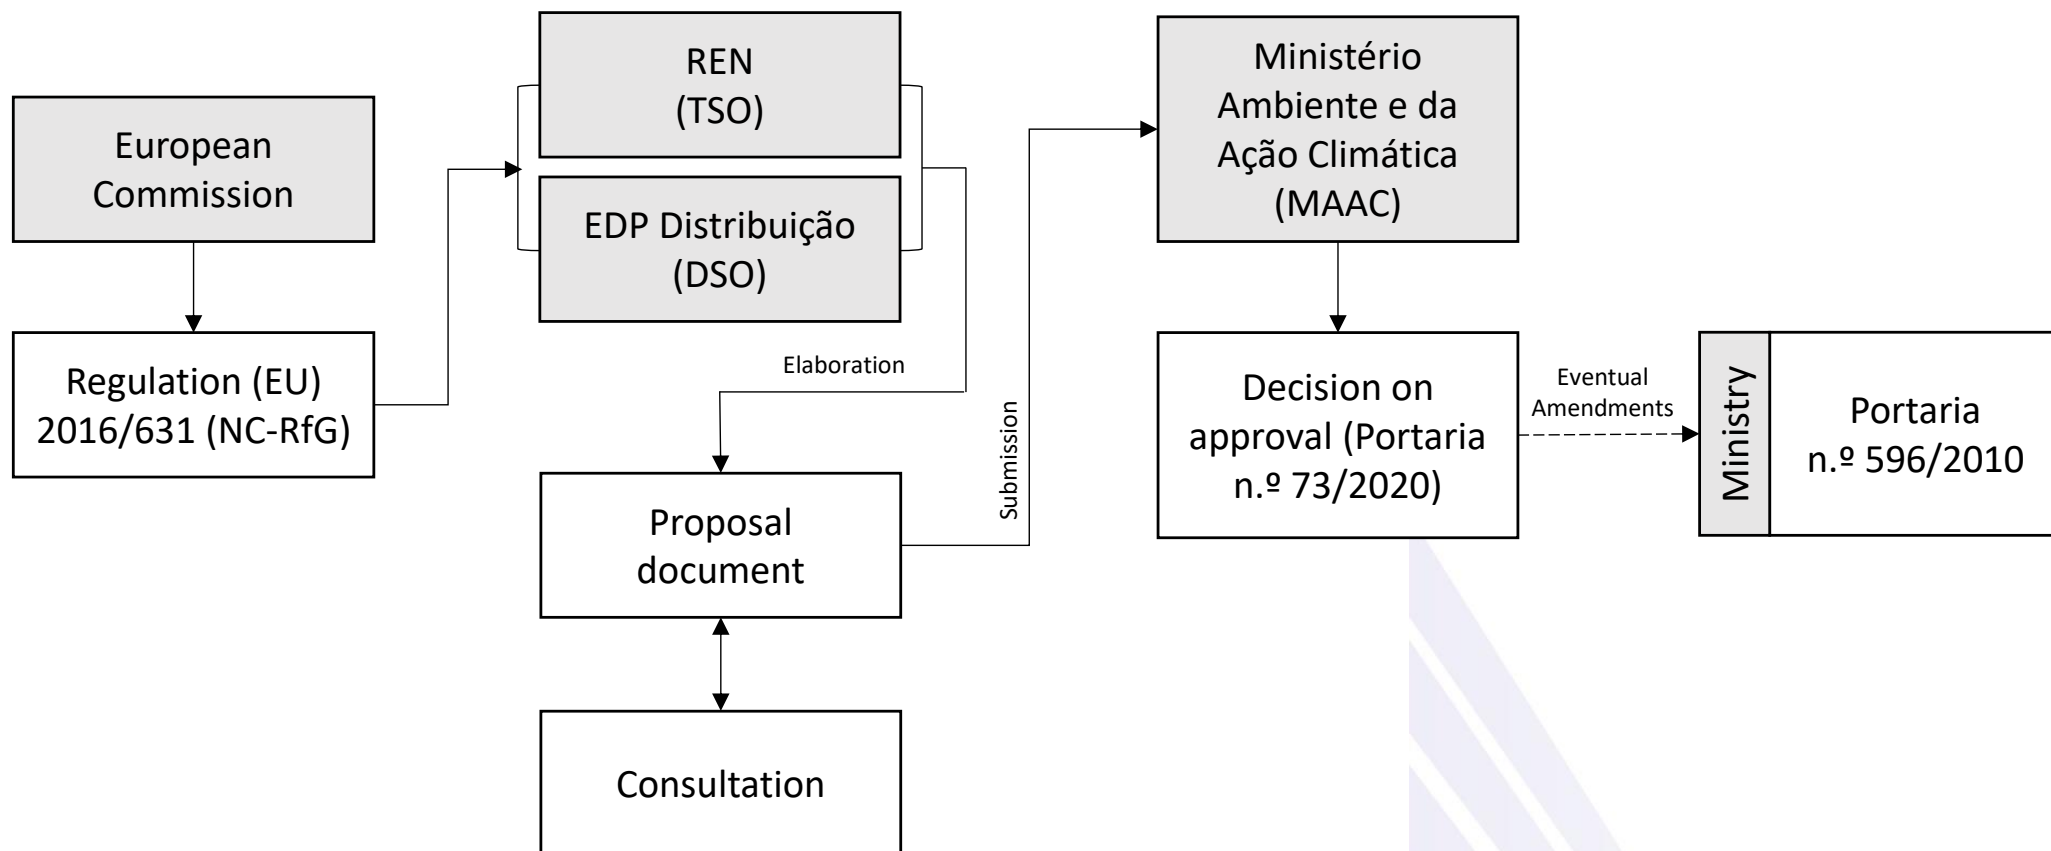 European
Commission
Regulation (EU)
2016/631 (NC-RfG)
REN
(TSO)
EDP Distribuição
(DSO)
Elaboration
Proposal
document
Consultation
Submission
Ministério
Ambiente e da
Ação Climática
(MAAC)
Decision on
approval (Portaria
n.º 73/2020)
Eventual
Amendments
Ministry
Portaria
n.º 596/2010